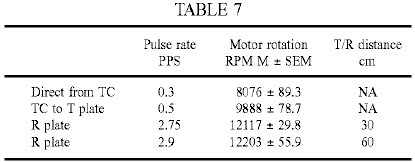 TABLE 7
Pulse rate Motor rotation T/R distance
PPS RPM M ± SEM cm
Direct from TC 0.3 8076 ± 89.3 NA
TC to T plate 0.5 9888 ± 78.7 NA
R plate 2.75 12117 ± 29.8 30
R plate 2.9 12203 ± 55.9 60